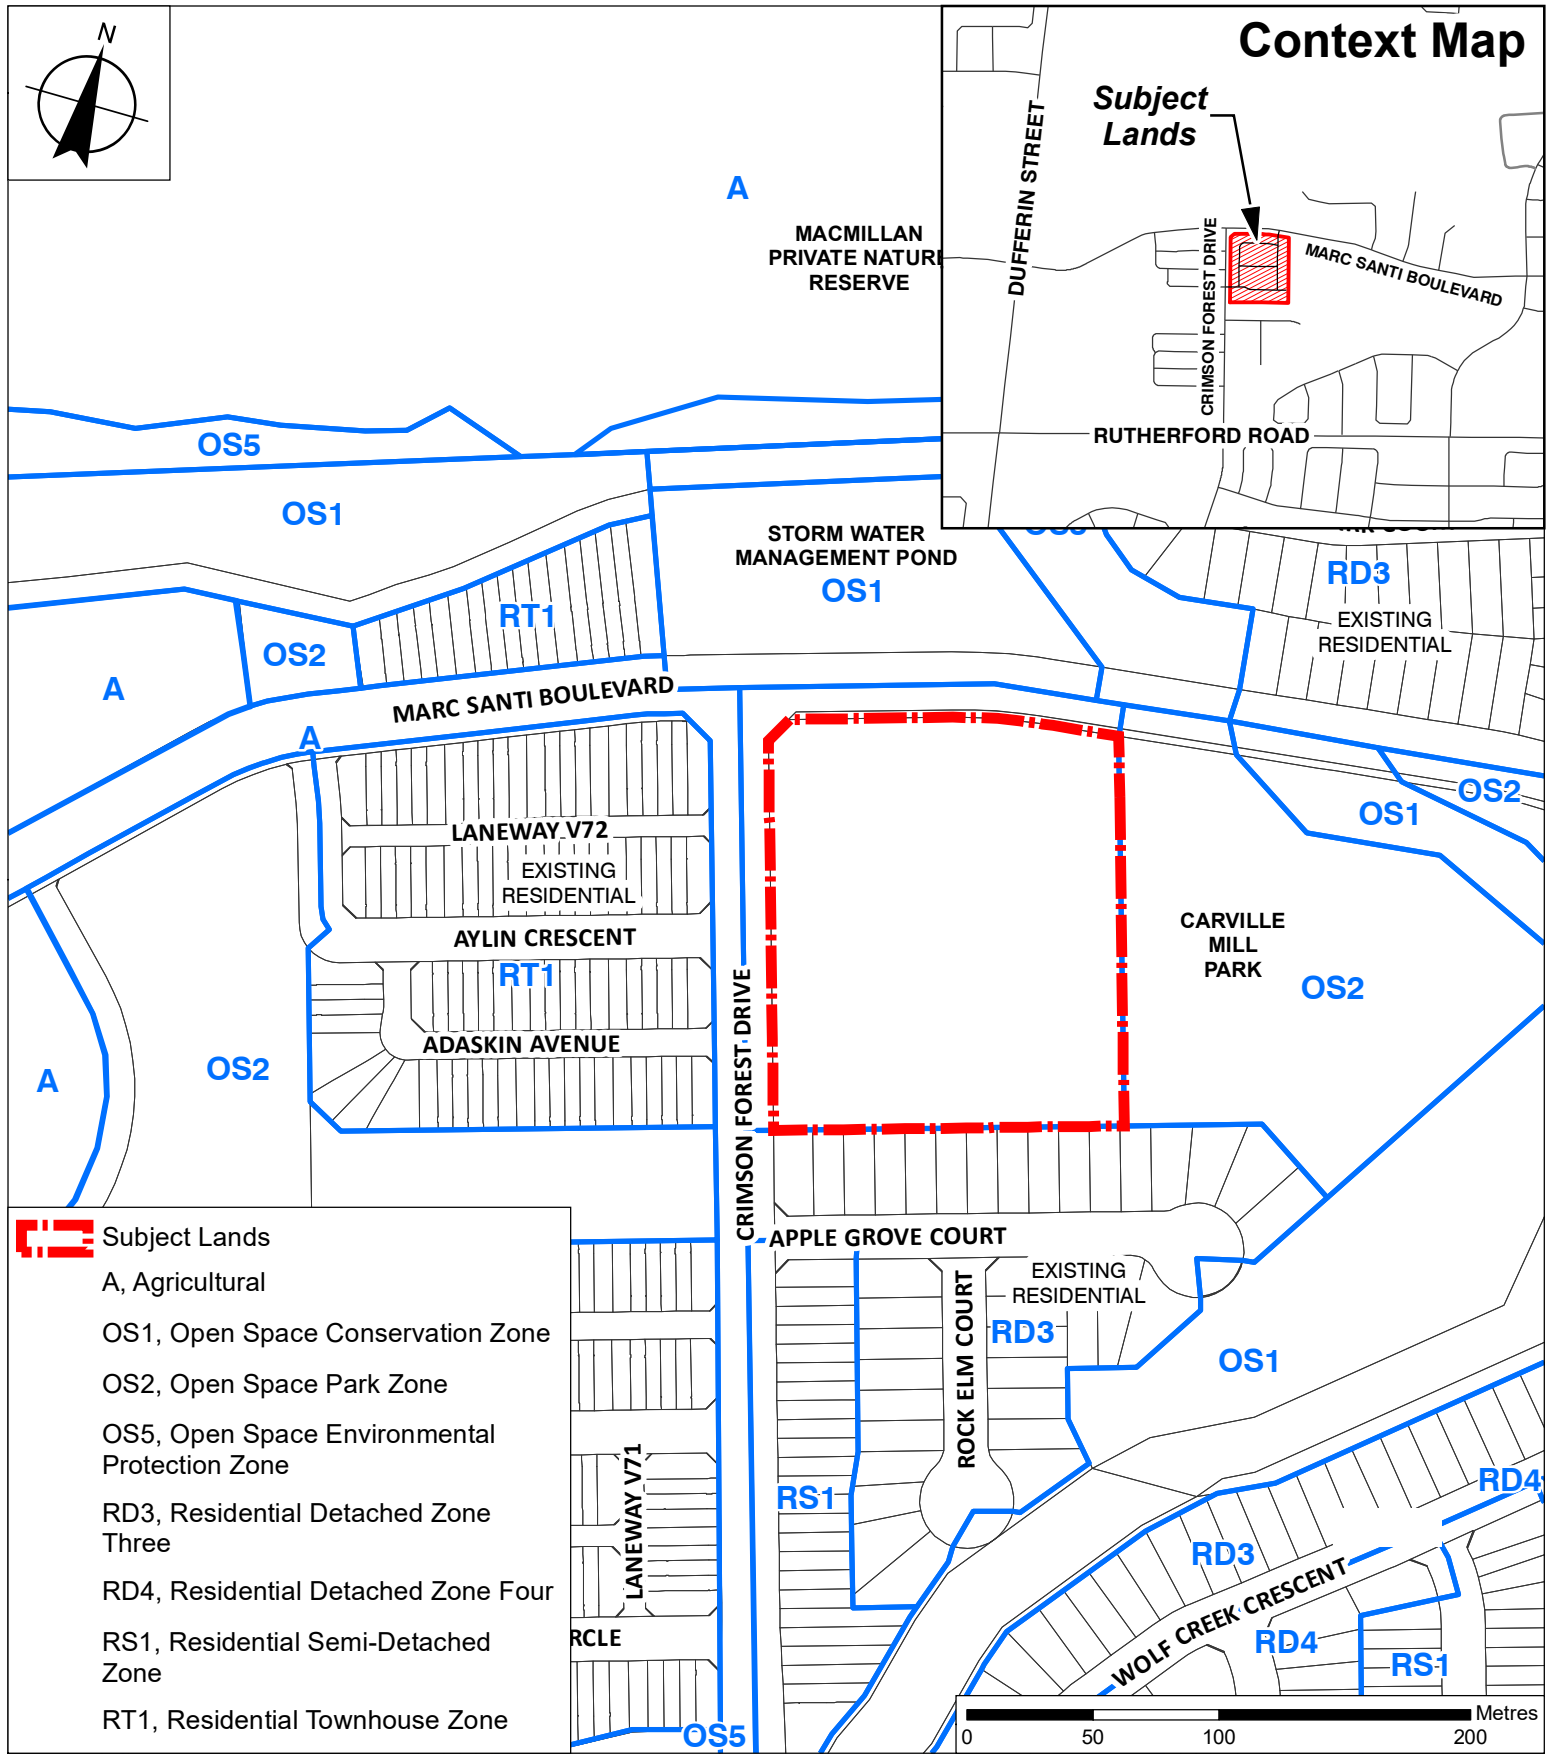 N
Context Map
Subject
Lands
DUFFERIN STREET
CRIMSON FOREST DRIVE
MARC SANTI BOULEVARD
RUTHERFORD ROAD
A
MACMILLAN
PRIVATE NATURE
RESERVE
OS5
OS1
STORM WATER
MANAGEMENT POND
OS1
RD3
EXISTING
RESIDENTIAL
RT1
OS2
A
MARC SANTI BOULEVARD
A
OS2
OS1
LANEWAY V72
EXISTING
RESIDENTIAL
AYLIN CRESCENT
RT1
ADASKIN AVENUE
CARVILLE
MILL
PARK
OS2
OS2
A
CRIMSON FOREST DRIVE
APPLE GROVE COURT
EXISTING
RESIDENTIAL
RD3
ROCK ELM COURT
OS1
RS1
RD4
RD3
WOLF CREEK CRESCENT
RD4
RS1
LANEWAY V71
RCLE
OS5
Subject Lands
A, Agricultural
OS1, Open Space Conservation Zone
OS2, Open Space Park Zone
OS5, Open Space Environmental
Protection Zone
RD3, Residential Detached Zone
Three
RD4, Residential Detached Zone Four
RS1, Residential Semi-Detached
Zone
RT1, Residential Townhouse Zone
Metres
0 50 100 200